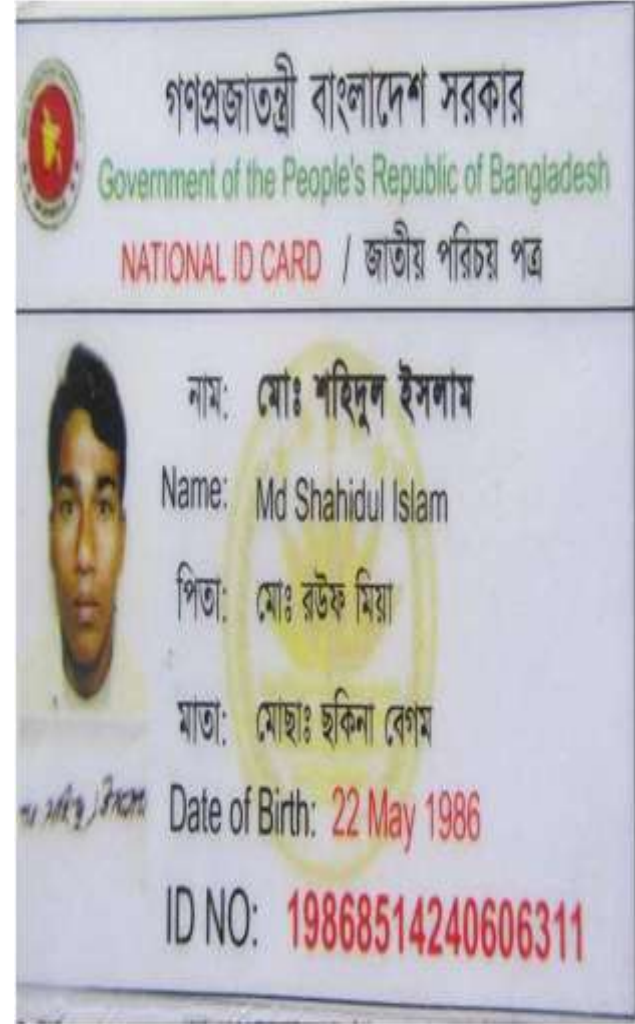 গণপ্রজাতন্ত্রী বাংলাদেশ সরকার
Government of the People's Republic of Bangladesh
NATIONAL ID CARD / জাতীয় পরিচয় পত্র
নাম: মোঃ শহিদুল ইসলাম
Name: Md Shahidul Islam
পিতা: মোঃ রউফ মিয়া
মাতা: মোছাঃ ছকিনা বেগম
Date of Birth: 22 May 1986
ID NO: 19868514240606311